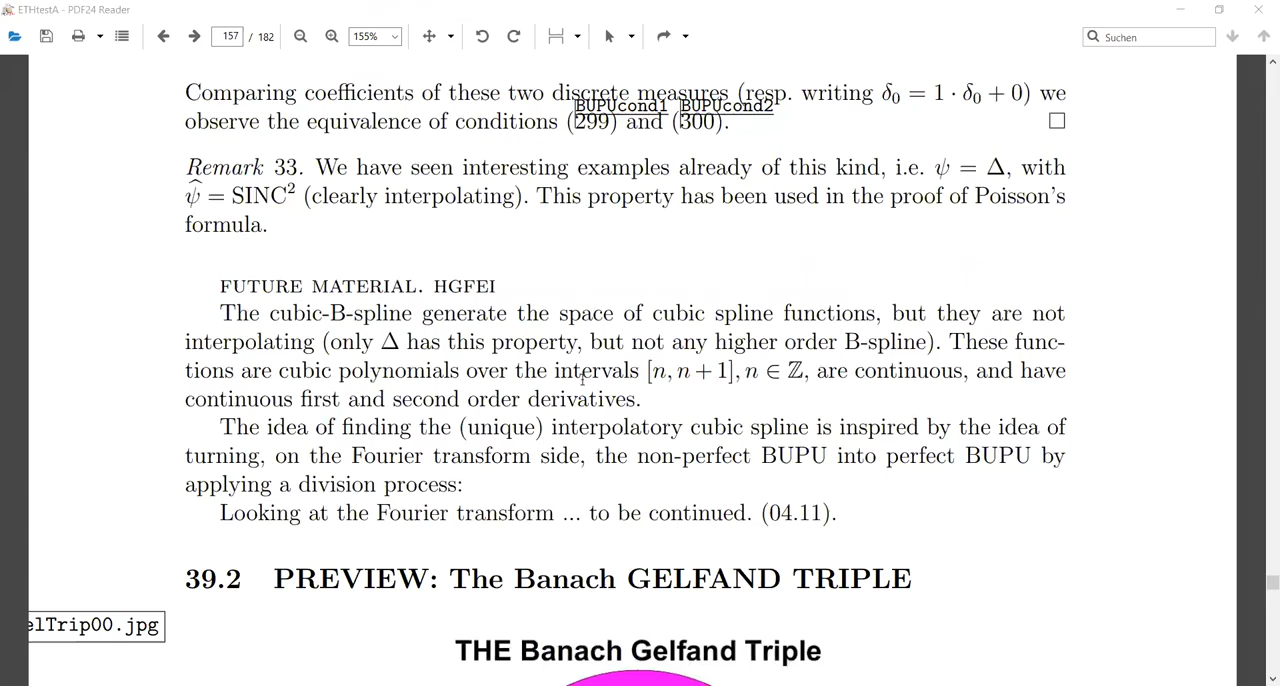 ETHtestA - PDF24 Reader
157 / 182
155%
Suchen
Comparing coefficients of these two discrete measures (resp. writing δ₀ = 1 · δ₀ + 0) we
BUPUcond1 BUPUcond2
observe the equivalence of conditions (299) and (300). □
Remark 33. We have seen interesting examples already of this kind, i.e. ψ = Δ, with
ψ̂ = SINC² (clearly interpolating). This property has been used in the proof of Poisson's
formula.
FUTURE MATERIAL. HGFEI
The cubic-B-spline generate the space of cubic spline functions, but they are not
interpolating (only Δ has this property, but not any higher order B-spline). These func-
tions are cubic polynomials over the intervals [n, n + 1], n ∈ ℤ, are continuous, and have
continuous first and second order derivatives.
The idea of finding the (unique) interpolatory cubic spline is inspired by the idea of
turning, on the Fourier transform side, the non-perfect BUPU into perfect BUPU by
applying a division process:
Looking at the Fourier transform ... to be continued. (04.11).
39.2 PREVIEW: The Banach GELFAND TRIPLE
elTrip00.jpg
THE Banach Gelfand Triple